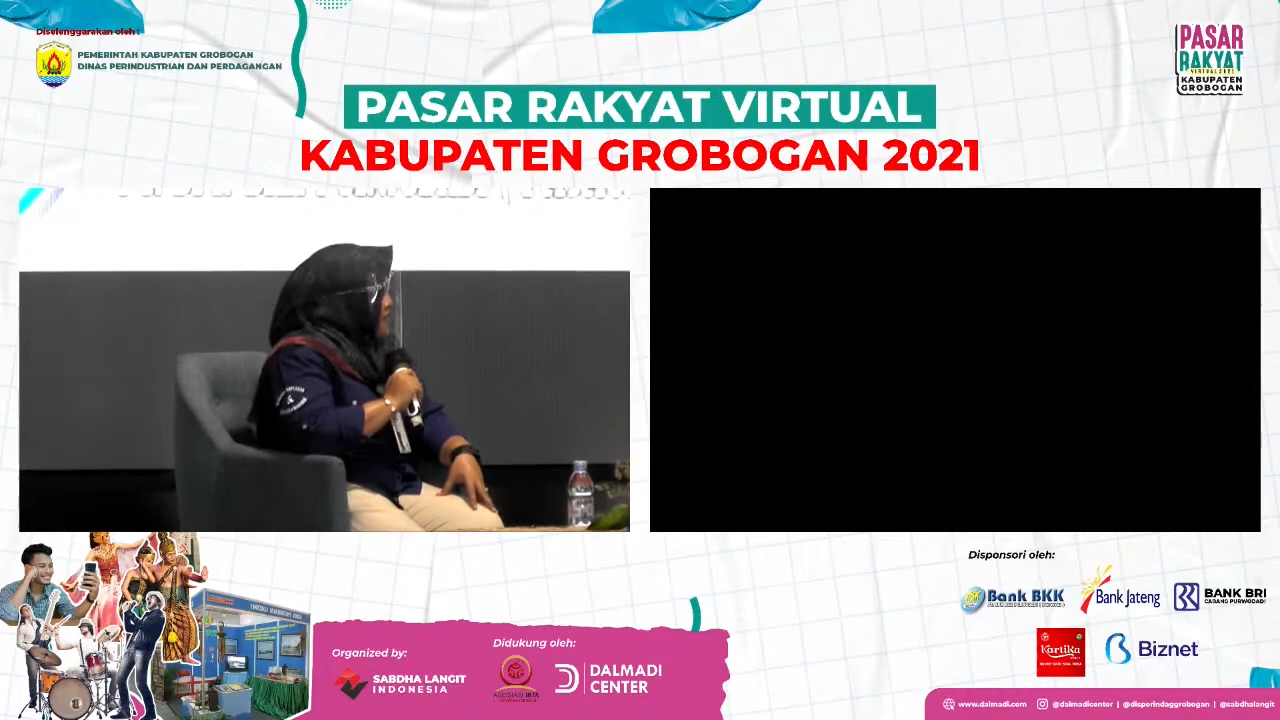 Diselenggarakan oleh :
PEMERINTAH KABUPATEN GROBOGAN
DINAS PERINDUSTRIAN DAN PERDAGANGAN
PASAR
RAKYAT
KABUPATEN
GROBOGAN
PASAR RAKYAT VIRTUAL
KABUPATEN GROBOGAN 2021
Disponsori oleh:
Bank BKK
Bank Jateng
BANK BRI
CABANG PURWODADI
Kartika
Biznet
Organized by:
SABDHA LANGIT
INDONESIA
Didukung oleh:
DALMADI
CENTER
www.dalmadi.com
@dalmadicenter | @disperindaggrobogan | @sabdhalangit